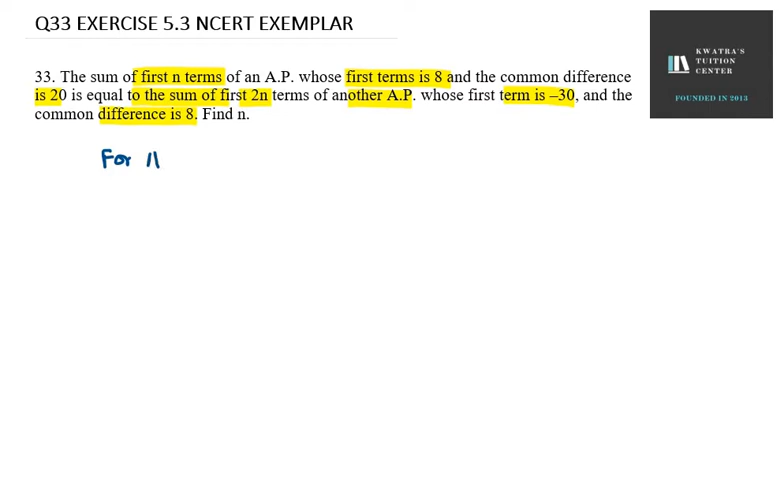 Q33 EXERCISE 5.3 NCERT EXEMPLAR
KWATRA'S
TUITION
CENTER
FOUNDED IN 2013
33. The sum of first n terms of an A.P. whose first terms is 8 and the common difference
is 20 is equal to the sum of first 2n terms of another A.P. whose first term is –30, and the
common difference is 8. Find n.
For